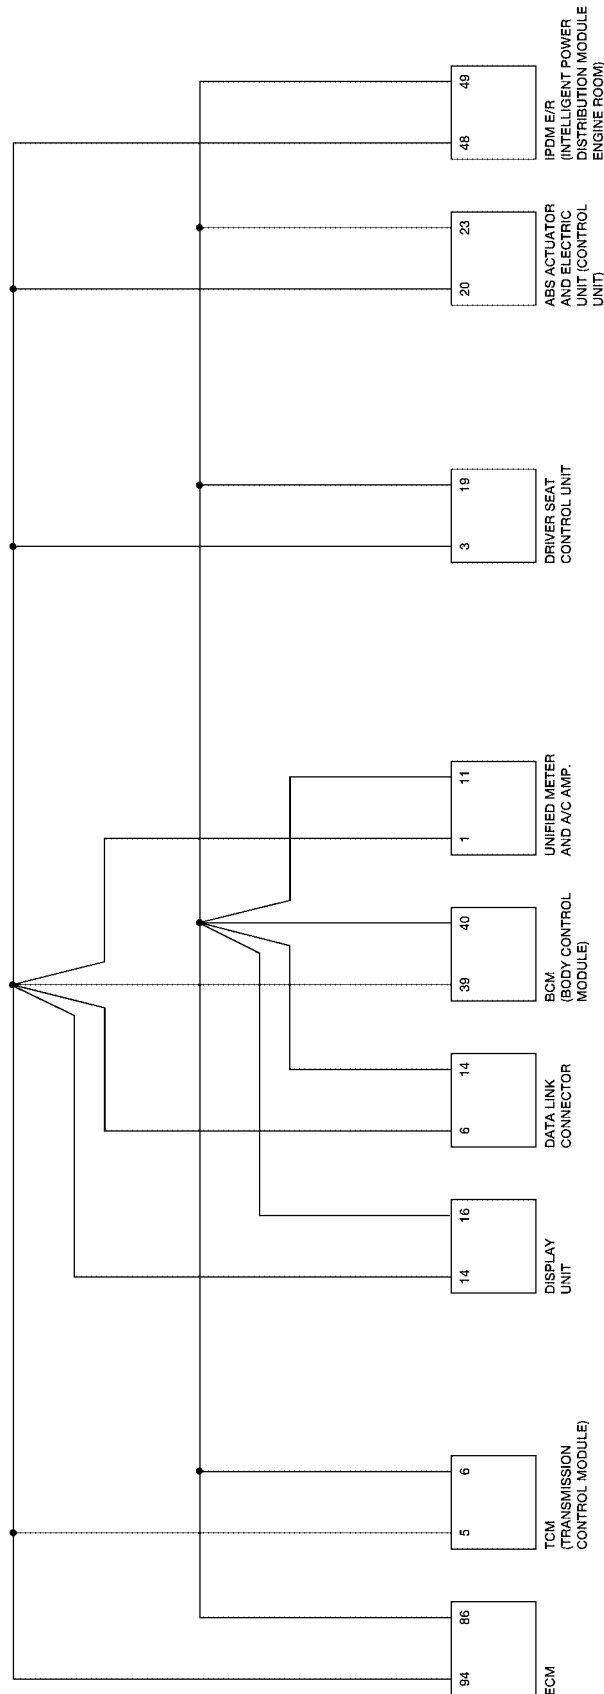 94
86
ECM
5
6
TCM
(TRANSMISSION
CONTROL MODULE)
14
16
DISPLAY
UNIT
6
14
DATA LINK
CONNECTOR
39
40
BCM
(BODY CONTROL
MODULE)
1
11
UNIFIED METER
AND A/C AMP.
3
19
DRIVER SEAT
CONTROL UNIT
20
23
ABS ACTUATOR
AND ELECTRIC
UNIT (CONTROL
UNIT)
48
49
IPDM E/R
(INTELLIGENT POWER
DISTRIBUTION MODULE
ENGINE ROOM)